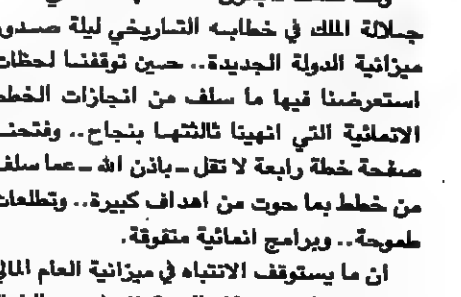 جلالة الملك في خطابه التاريخي ليلة صدور
ميزانية الدولة الجديدة.. حين توقفنا لحظات
استعرضنا فيها ما سلف من انجازات الخطط
الانمائية التي انهينا ثالثتها بنجاح.. وفتحنا
صفحة خطة رابعة لا تقل – باذن الله – عما سلف
من خطط بما حوت من اهداف كبيرة.. وتطلعات
طموحة.. وبرامج انمائية متفوقة.
ان ما يستوقف الانتباه في ميزانية العام المالي